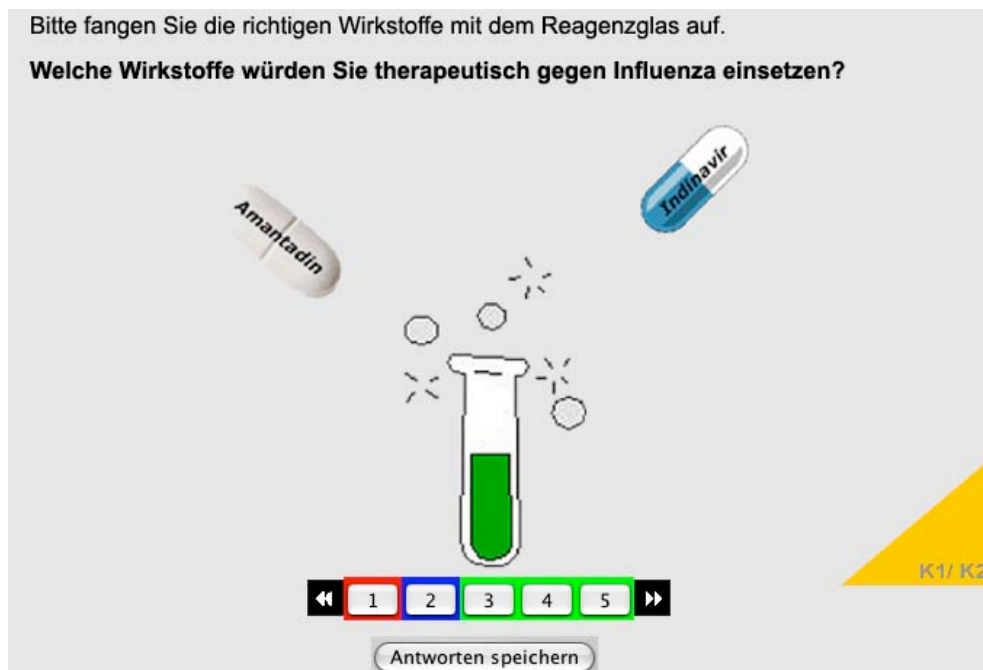 Bitte fangen Sie die richtigen Wirkstoffe mit dem Reagenzglas auf.
Welche Wirkstoffe würden Sie therapeutisch gegen Influenza einsetzen?
Indinavir
Amantadin
K1/ K2
1 2 3 4 5
Antworten speichern